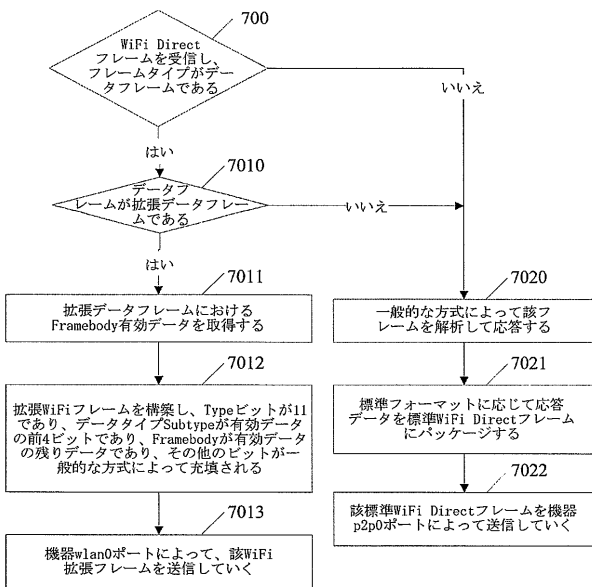 700
WiFi Direct
フレームを受信し、
フレームタイプがデー
タフレームである
いいえ
はい
7010
データフ
レームが拡張データフレー
ムである
いいえ
はい
7011
拡張データフレームにおける
Framebody有効データを取得する
7020
一般的な方式によって該フ
レームを解析して応答する
7012
拡張WiFiフレームを構築し、Typeビットが11
であり、データタイプSubtypeが有効データ
の前4ビットであり、Framebodyが有効データ
の残りデータであり、その他のビットが一
般的な方式によって充填される
7021
標準フォーマットに応じて応答
データを標準WiFi Directフレーム
にパッケージする
7022
該標準WiFi Directフレームを機器
p2p0ポートによって送信していく
7013
機器wlan0ポートによって、該WiFi
拡張フレームを送信していく